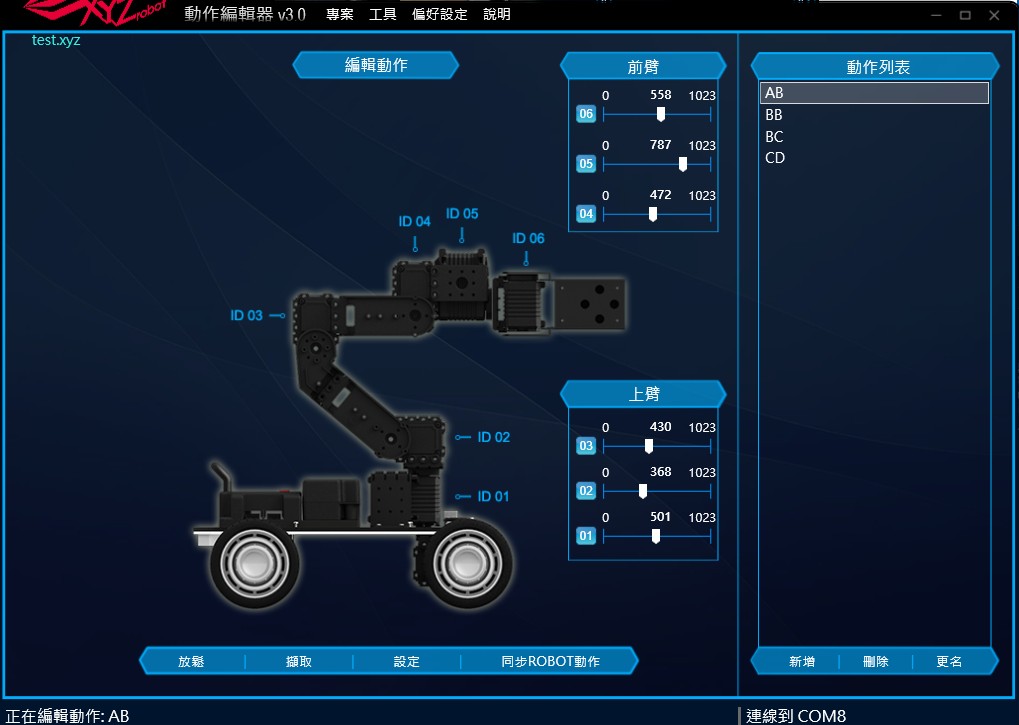 XYZrobot 動作編輯器 v3.0 專案 工具 偏好設定 說明
test.xyz
編輯動作
前臂
0 558 1023
06
0 787 1023
05
0 472 1023
04
ID 04
ID 05
ID 06
ID 03
ID 02
ID 01
上臂
0 430 1023
03
0 368 1023
02
0 501 1023
01
放鬆 擷取 設定 同步ROBOT動作
動作列表
AB
BB
BC
CD
新增 刪除 更名
正在編輯動作: AB
連線到 COM8